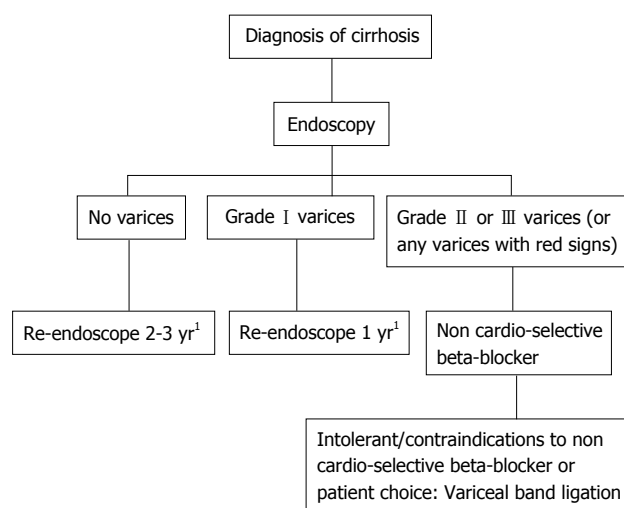 Diagnosis of cirrhosis
Endoscopy
No varices
Grade Ⅰ varices
Grade Ⅱ or Ⅲ varices (or
any varices with red signs)
Re-endoscope 2-3 yr¹
Re-endoscope 1 yr¹
Non cardio-selective
beta-blocker
Intolerant/contraindications to non
cardio-selective beta-blocker or
patient choice: Variceal band ligation